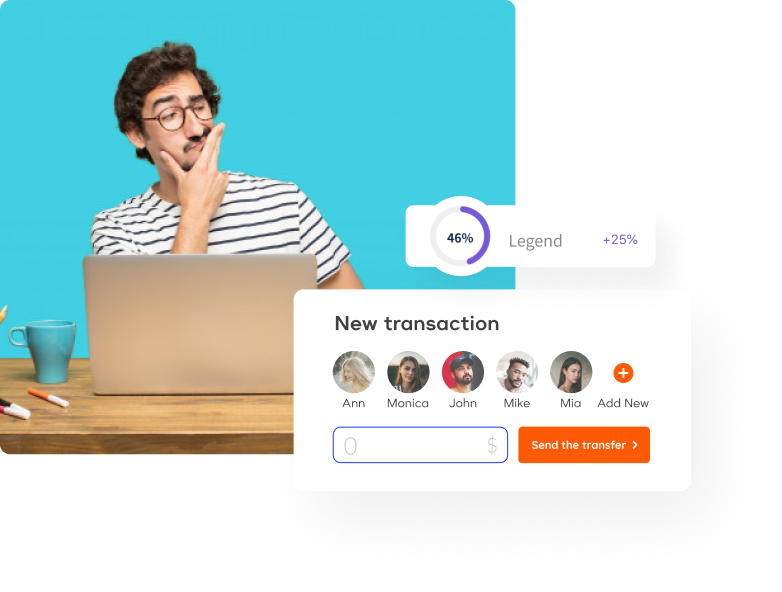 46%
Legend
+25%
New transaction
Ann Monica John Mike Mia Add New
0 $
Send the transfer